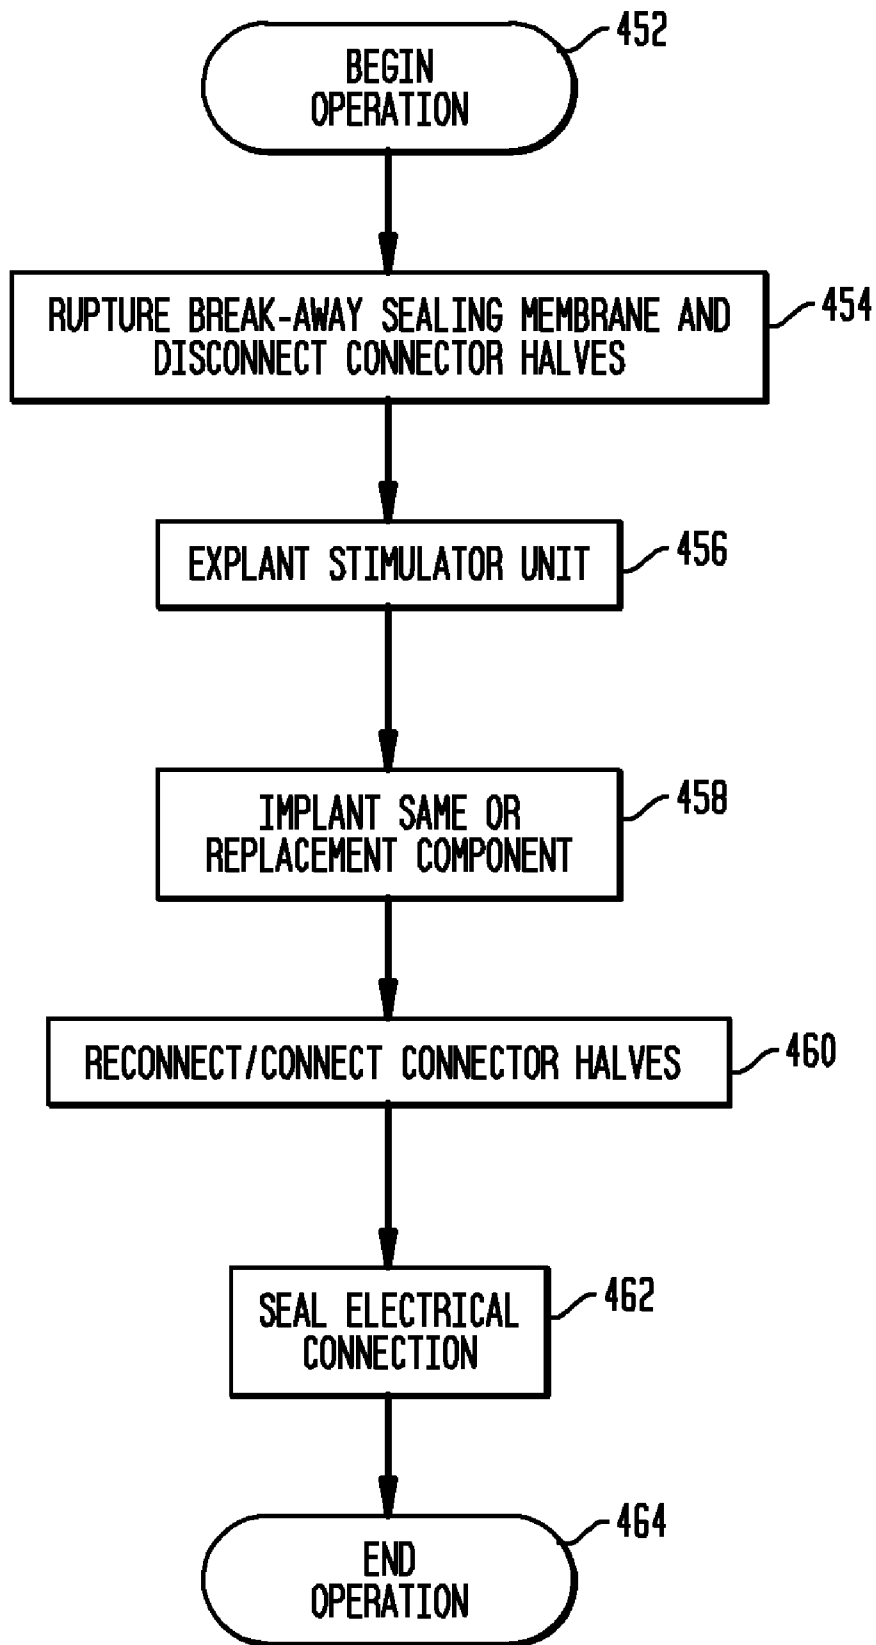 BEGIN
OPERATION
452
RUPTURE BREAK-AWAY SEALING MEMBRANE AND
DISCONNECT CONNECTOR HALVES
454
EXPLANT STIMULATOR UNIT
456
IMPLANT SAME OR
REPLACEMENT COMPONENT
458
RECONNECT/CONNECT CONNECTOR HALVES
460
SEAL ELECTRICAL
CONNECTION
462
END
OPERATION
464